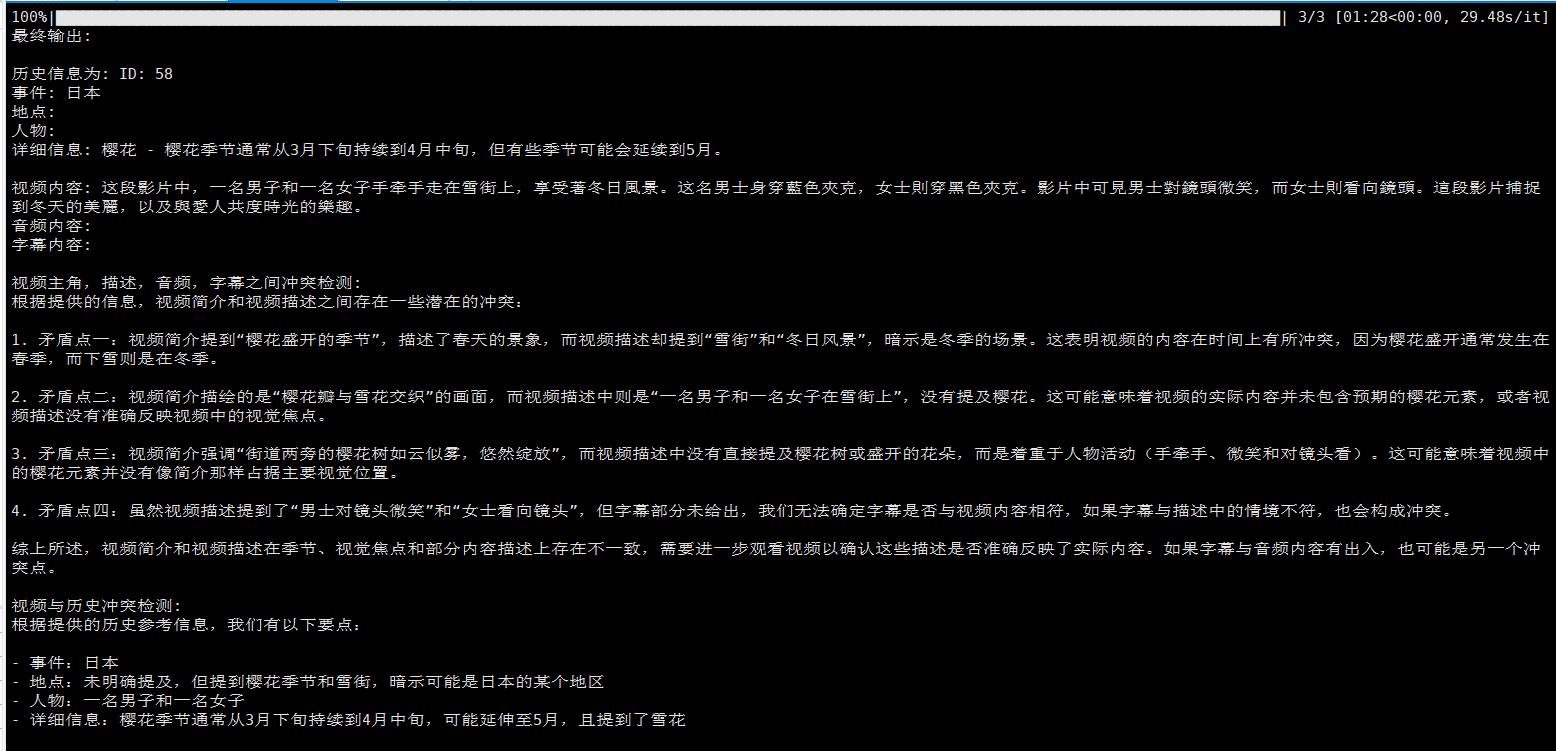 100%| | 3/3 [01:28<00:00, 29.48s/it]
最终输出:
历史信息为: ID: 58
事件: 日本
地点:
人物:
详细信息: 樱花 - 樱花季节通常从3月下旬持续到4月中旬，但有些季节可能会延续到5月。
视频内容: 这段影片中，一名男子和一名女子手牵手走在雪街上，享受著冬日風景。这名男士身穿藍色夾克，女士則穿黑色夾克。影片中可見男士對鏡頭微笑，而女士則看向鏡頭。這段影片捕捉
到冬天的美麗，以及與愛人共度時光的樂趣。
音频内容:
字幕内容:
视频主角，描述，音频，字幕之间冲突检测:
根据提供的信息，视频简介和视频描述之间存在一些潜在的冲突：
1. 矛盾点一：视频简介提到“樱花盛开的季节”，描述了春天的景象，而视频描述却提到“雪街”和“冬日风景”，暗示是冬季的场景。这表明视频的内容在时间上有所冲突，因为樱花盛开通常发生在
春季，而下雪则是在冬季。
2. 矛盾点二：视频简介描绘的是“樱花瓣与雪花交织”的画面，而视频描述中则是“一名男子和一名女子在雪街上”，没有提及樱花。这可能意味着视频的实际内容并未包含预期的樱花元素，或者视
频描述没有准确反映视频中的视觉焦点。
3. 矛盾点三：视频简介强调“街道两旁的樱花树如云似雾，悠然绽放”，而视频描述中没有直接提及樱花树或盛开的花朵，而是着重于人物活动（手牵手、微笑和对镜头看）。这可能意味着视频中
的樱花元素并没有像简介那样占据主要视觉位置。
4. 矛盾点四：虽然视频描述提到了“男士对镜头微笑”和“女士看向镜头”，但字幕部分未给出，我们无法确定字幕是否与视频内容相符，如果字幕与描述中的情境不符，也会构成冲突。
综上所述，视频简介和视频描述在季节、视觉焦点和部分内容描述上存在不一致，需要进一步观看视频以确认这些描述是否准确反映了实际内容。如果字幕与音频内容有出入，也可能是另一个冲
突点。
视频与历史冲突检测:
根据提供的历史参考信息，我们有以下要点：
- 事件：日本
- 地点：未明确提及，但提到樱花季节和雪街，暗示可能是日本的某个地区
- 人物：一名男子和一名女子
- 详细信息：樱花季节通常从3月下旬持续到4月中旬，可能延伸至5月，且提到了雪花